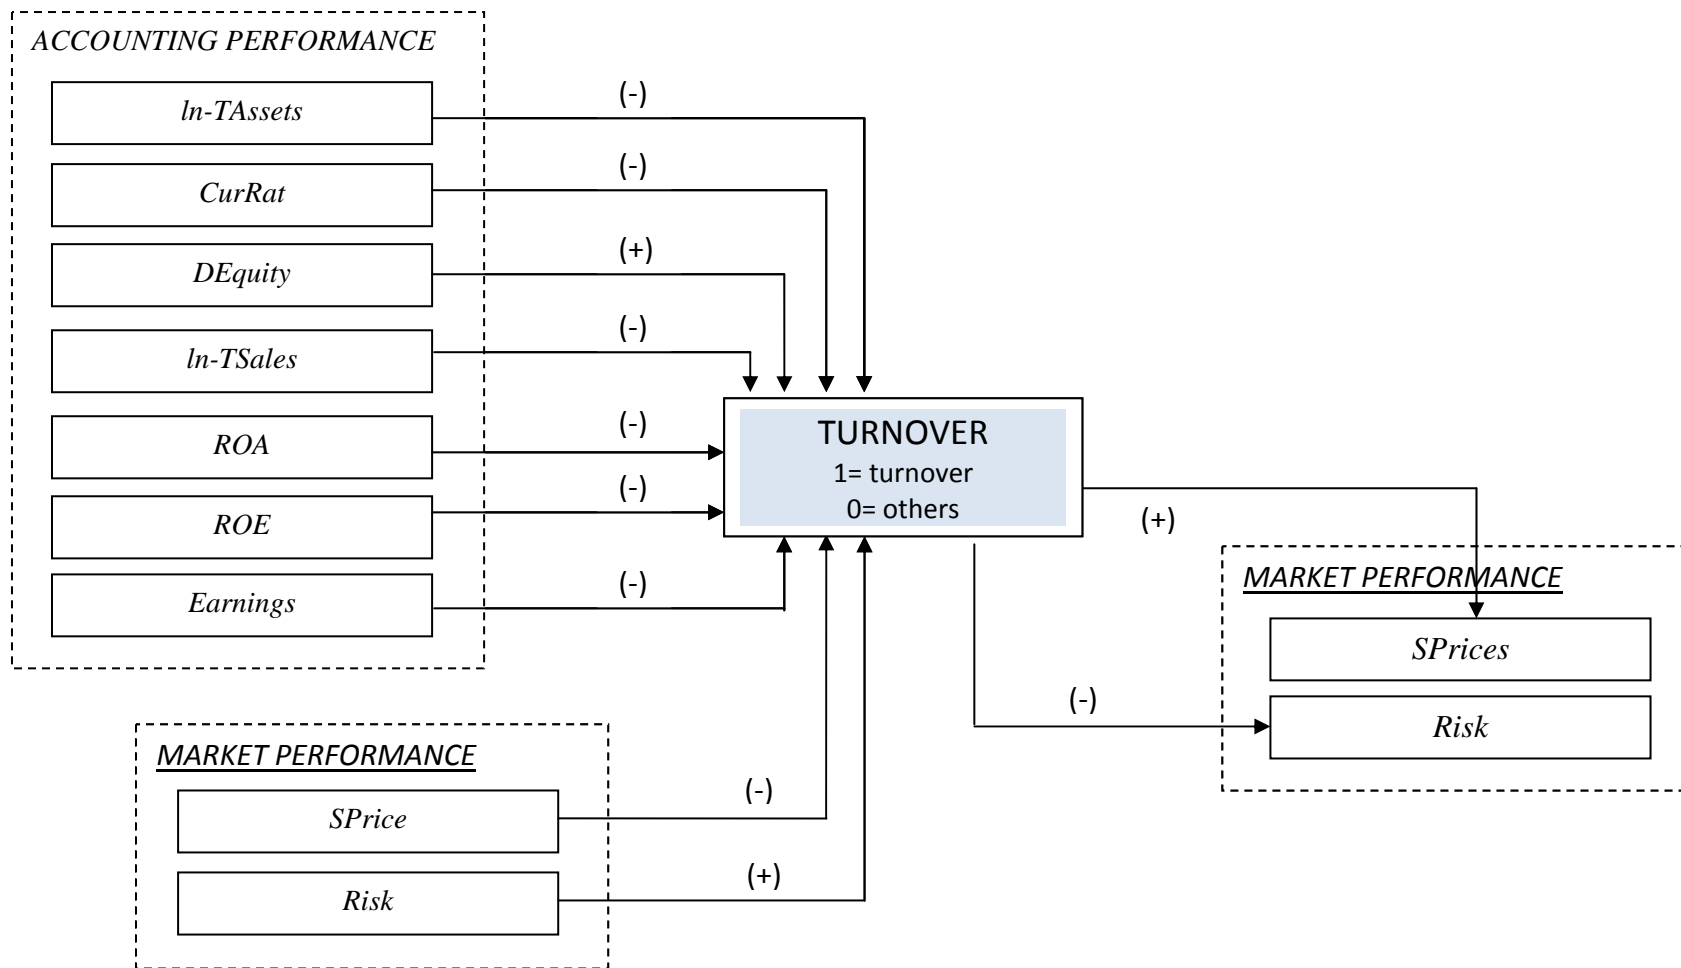 ACCOUNTING PERFORMANCE
ln-TAssets
(-)
CurRat
(-)
DEquity
(+)
ln-TSales
(-)
ROA
(-)
ROE
(-)
Earnings
(-)
TURNOVER
1= turnover
0= others
(+)
(-)
MARKET PERFORMANCE
SPrices
Risk
MARKET PERFORMANCE
SPrice
(-)
Risk
(+)